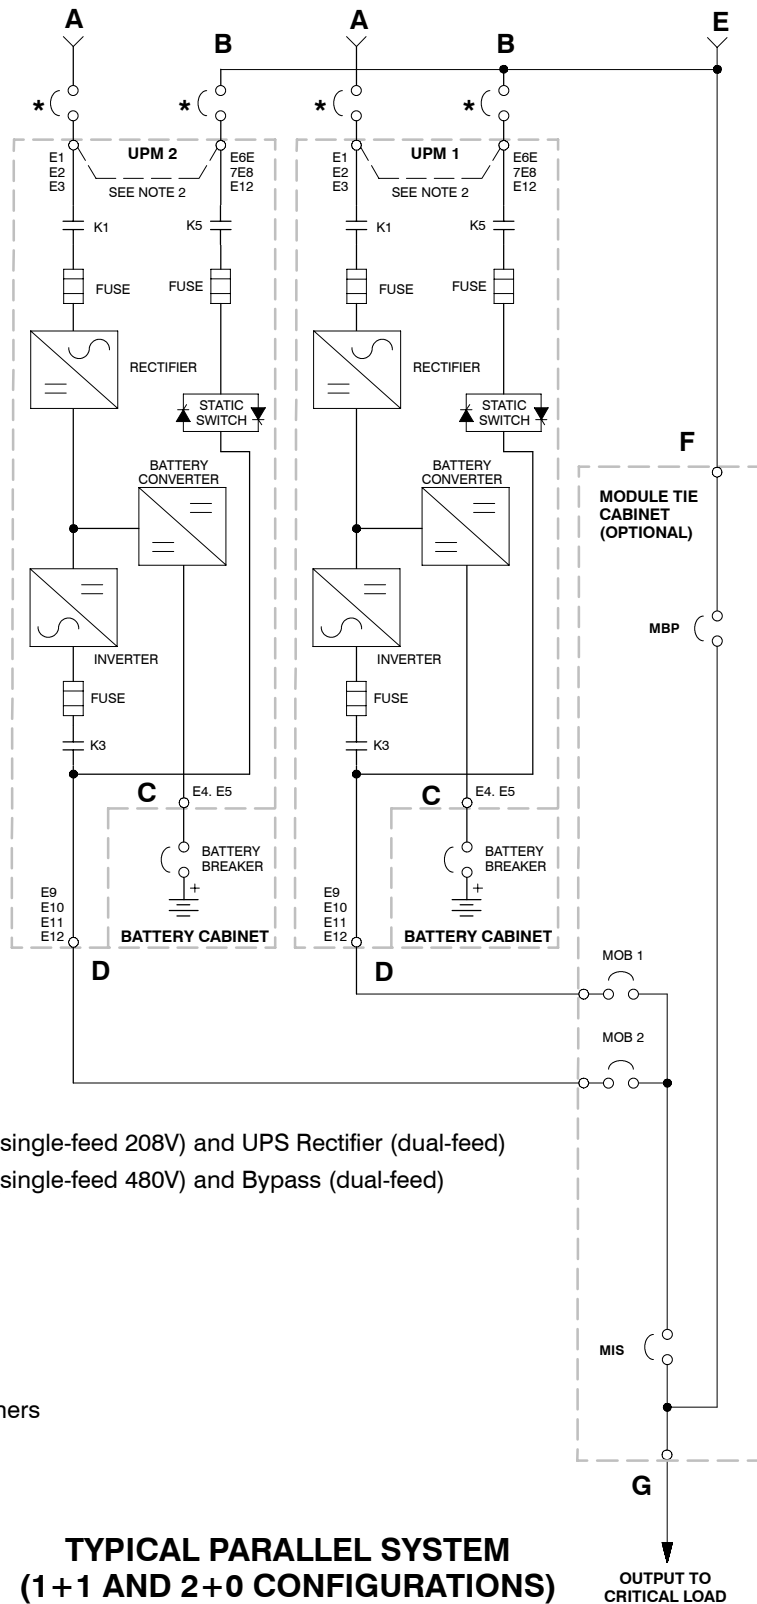 A
B
A
B
E
*
*
*
*
UPM 2
UPM 1
E1
E2
E3
E6E
7E8
E12
E1
E2
E3
E6E
7E8
E12
SEE NOTE 2
SEE NOTE 2
K1
K5
K1
K5
FUSE
FUSE
FUSE
FUSE
RECTIFIER
RECTIFIER
STATIC
SWITCH
STATIC
SWITCH
F
BATTERY
CONVERTER
BATTERY
CONVERTER
MODULE TIE
CABINET
(OPTIONAL)
MBP
INVERTER
INVERTER
FUSE
FUSE
K3
K3
C
E4. E5
C
E4. E5
BATTERY
BREAKER
BATTERY
BREAKER
+
+
E9
E10
E11
E12
E9
E10
E11
E12
BATTERY CABINET
BATTERY CABINET
D
D
MOB 1
MOB 2
single-feed 208V) and UPS Rectifier (dual-feed)
single-feed 480V) and Bypass (dual-feed)
MIS
ners
G
TYPICAL PARALLEL SYSTEM
(1+1 AND 2+0 CONFIGURATIONS)
OUTPUT TO
CRITICAL LOAD